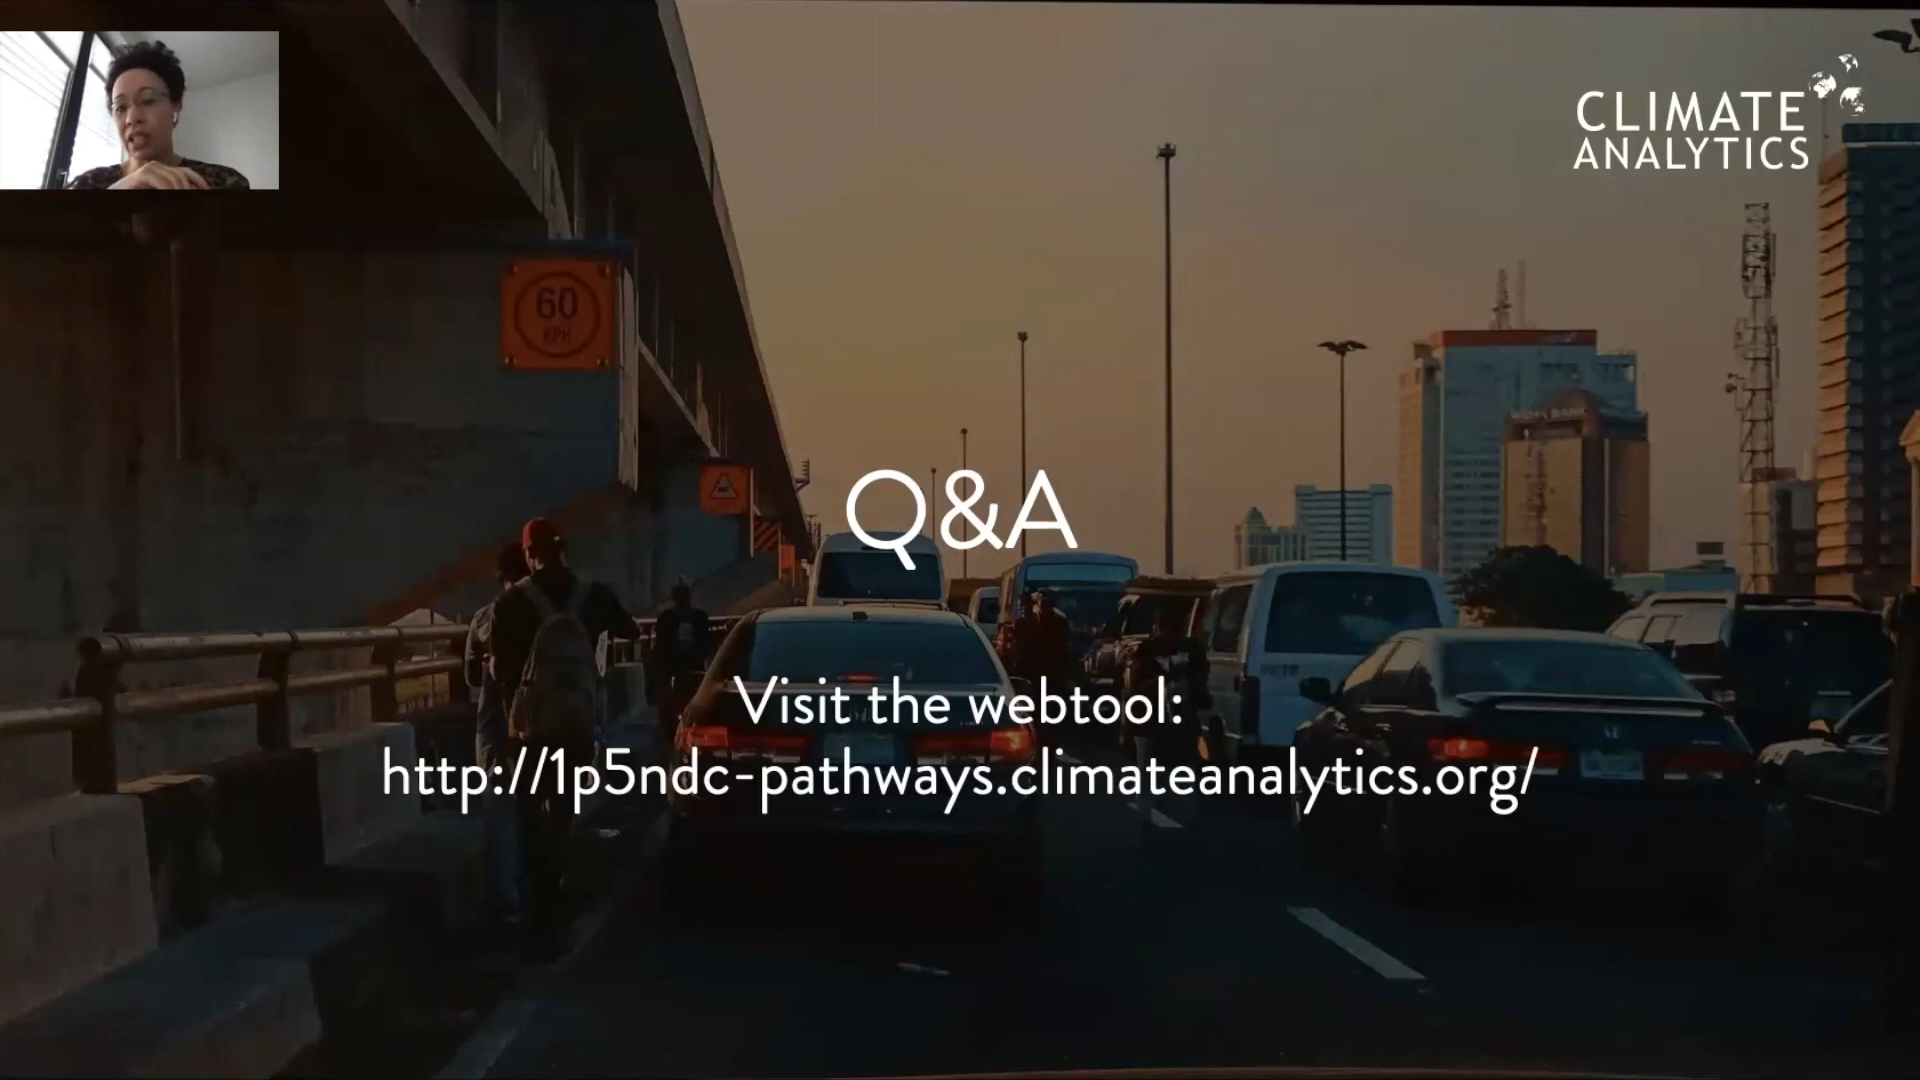 CLIMATE
ANALYTICS
60
KPH
Q&A
Visit the webtool:
http://1p5ndc-pathways.climateanalytics.org/